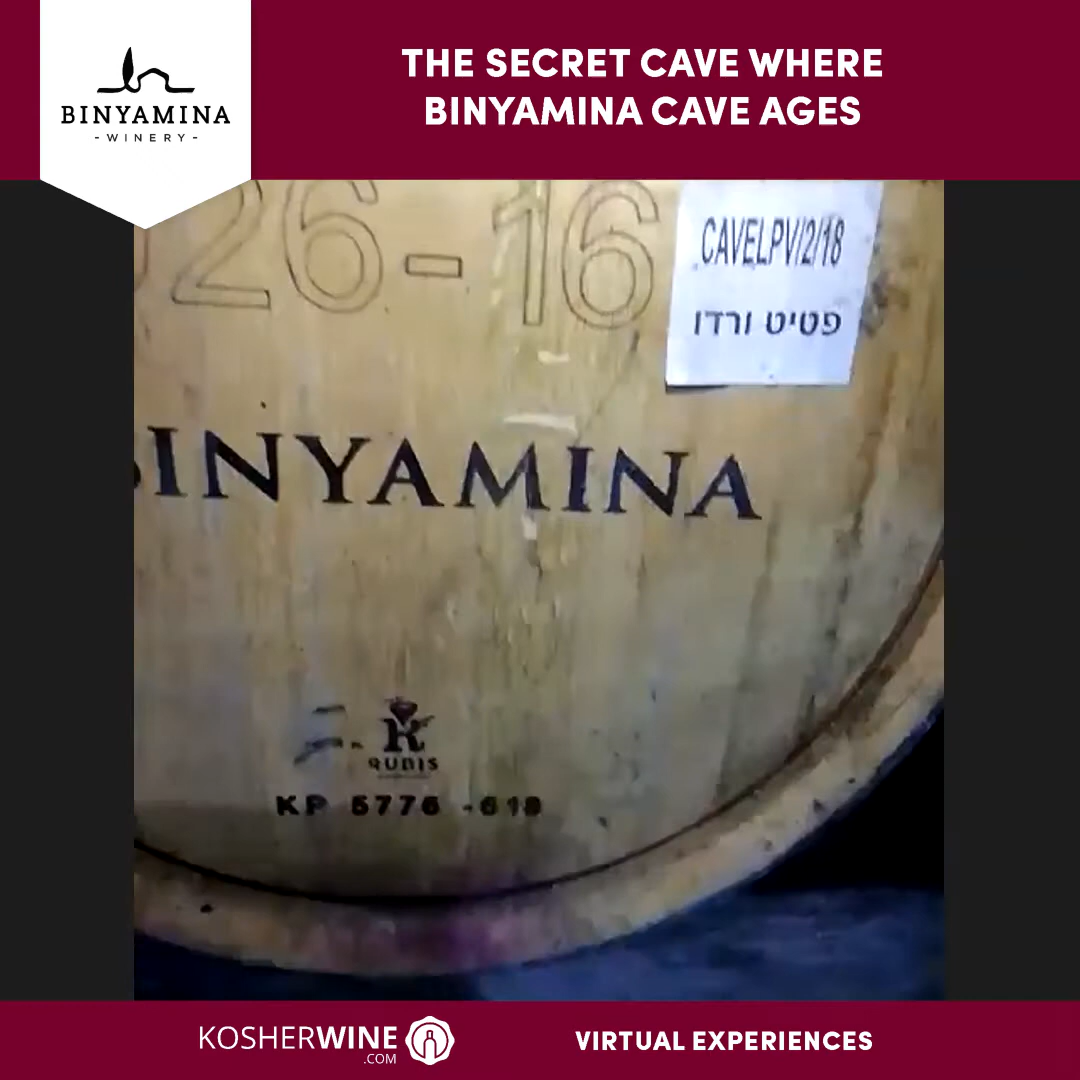 BINYAMINA
-WINERY-
THE SECRET CAVE WHERE
BINYAMINA CAVE AGES
26-16
CAVELPV/2/18
פטיט ורדו
BINYAMINA
R
RUBIS
KP 5776 -618
KOSHERWINE
.COM
VIRTUAL EXPERIENCES